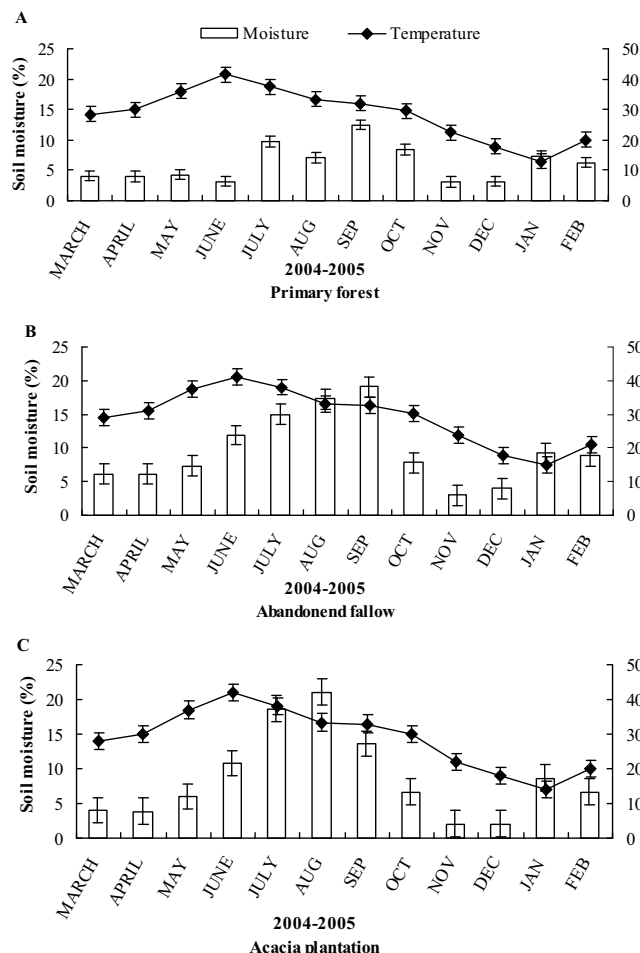 A
Moisture
Temperature
Soil moisture (%)
25
20
15
10
5
0
50
40
30
20
10
0
MARCH
APRIL
MAY
JUNE
JULY
AUG
SEP
OCT
NOV
DEC
JAN
FEB
2004-2005
Primary forest
B
Soil moisture (%)
25
20
15
10
5
0
50
40
30
20
10
0
MARCH
APRIL
MAY
JUNE
JULY
AUG
SEP
OCT
NOV
DEC
JAN
FEB
2004-2005
Abandonend fallow
C
Soil moisture (%)
25
20
15
10
5
0
50
40
30
20
10
0
MARCH
APRIL
MAY
JUNE
JULY
AUG
SEP
OCT
NOV
DEC
JAN
FEB
2004-2005
Acacia plantation